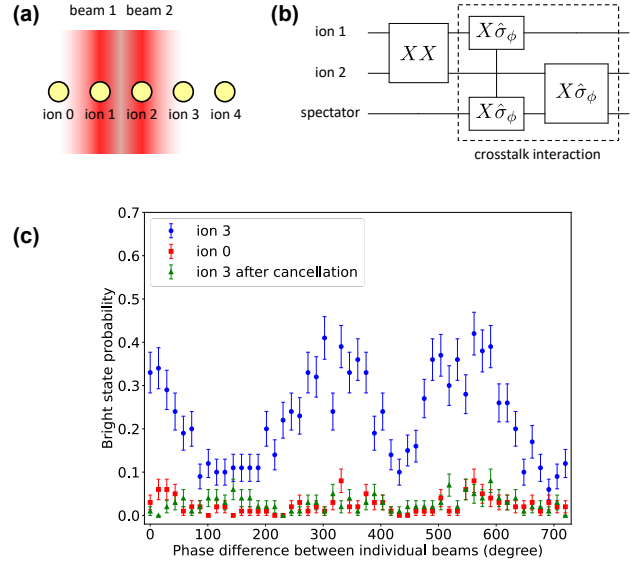 (a)
beam 1 beam 2
ion 0 ion 1 ion 2 ion 3 ion 4
(b)
ion 1
ion 2
spectator
XX
Xσ̂ϕ
Xσ̂ϕ
Xσ̂ϕ
crosstalk interaction
(c)
ion 3
ion 0
ion 3 after cancellation
Bright state probability
0.7
0.6
0.5
0.4
0.3
0.2
0.1
0.0
0 100 200 300 400 500 600 700
Phase difference between individual beams (degree)